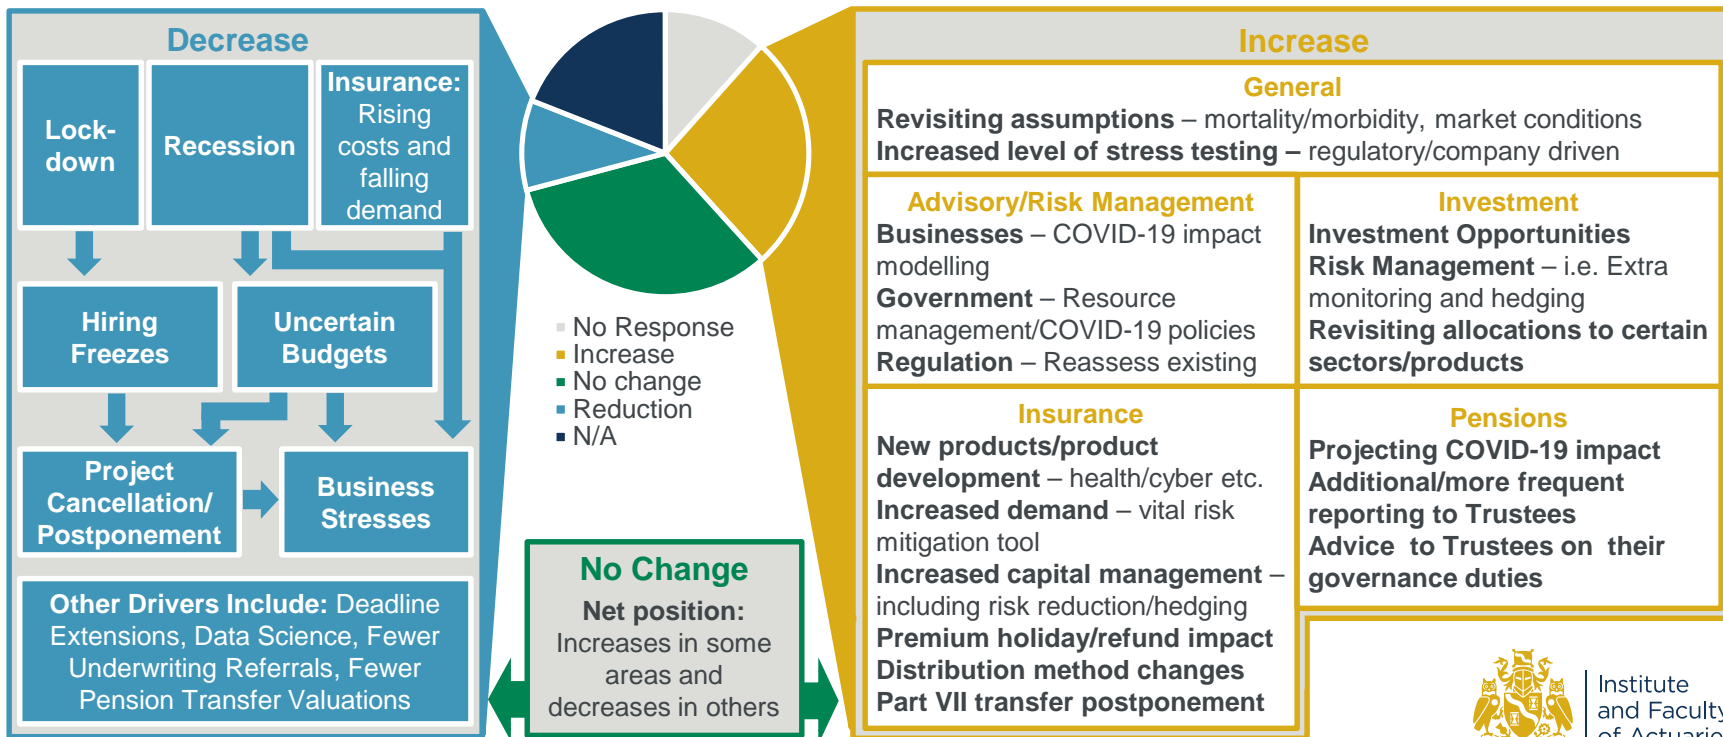 Decrease
Lock-
down
Recession
Insurance:
Rising
costs and
falling
demand
Hiring
Freezes
Uncertain
Budgets
Project
Cancellation/
Postponement
Business
Stresses
Other Drivers Include: Deadline
Extensions, Data Science, Fewer
Underwriting Referrals, Fewer
Pension Transfer Valuations
No Response
Increase
No change
Reduction
N/A
No Change
Net position:
Increases in some
areas and
decreases in others
Increase
General
Revisiting assumptions – mortality/morbidity, market conditions
Increased level of stress testing – regulatory/company driven
Advisory/Risk Management
Businesses – COVID-19 impact
modelling
Government – Resource
management/COVID-19 policies
Regulation – Reassess existing
Investment
Investment Opportunities
Risk Management – i.e. Extra
monitoring and hedging
Revisiting allocations to certain
sectors/products
Insurance
New products/product
development – health/cyber etc.
Increased demand – vital risk
mitigation tool
Increased capital management –
including risk reduction/hedging
Premium holiday/refund impact
Distribution method changes
Part VII transfer postponement
Pensions
Projecting COVID-19 impact
Additional/more frequent
reporting to Trustees
Advice to Trustees on their
governance duties
Institute
and Faculty
of Actuarie